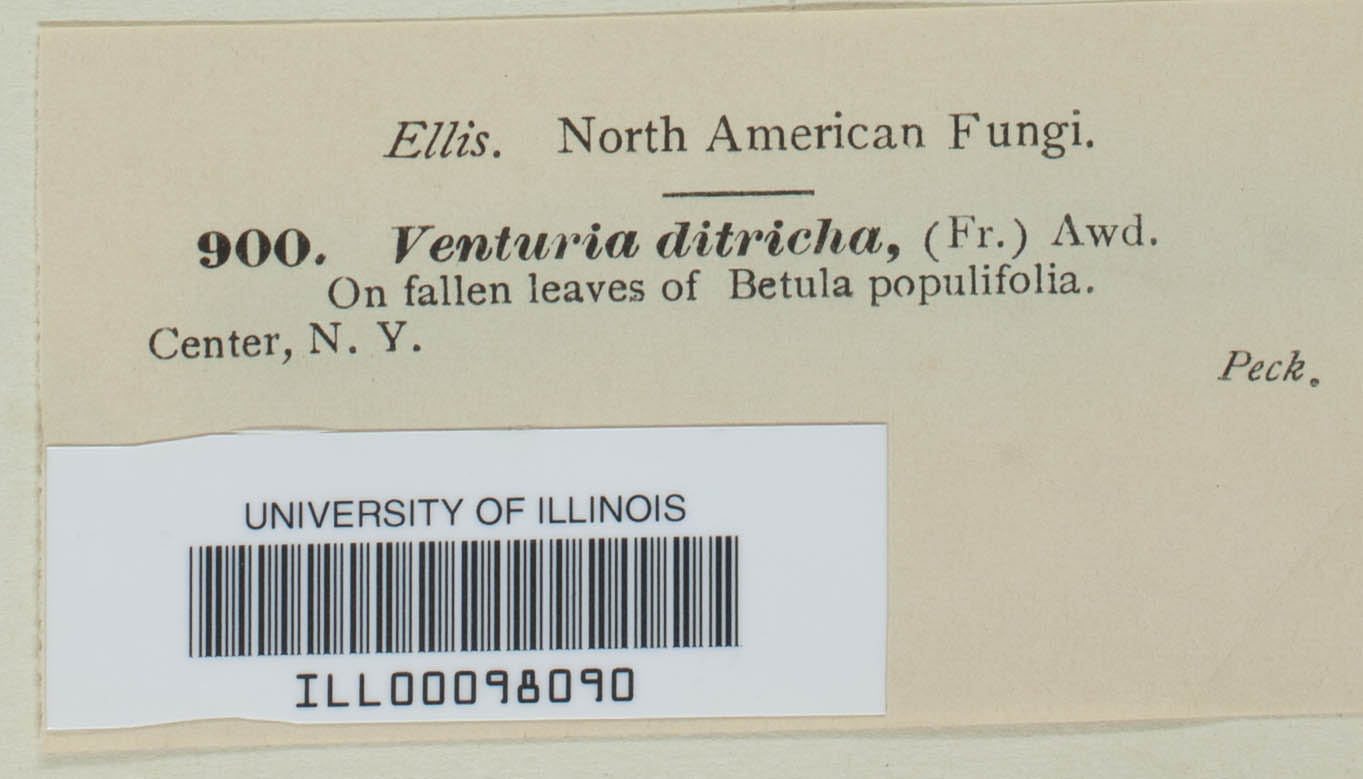 Ellis. North American Fungi.
900. Venturia ditricha, (Fr.) Awd.
On fallen leaves of Betula populifolia.
Center, N. Y.
Peck.
UNIVERSITY OF ILLINOIS
ILL00098090